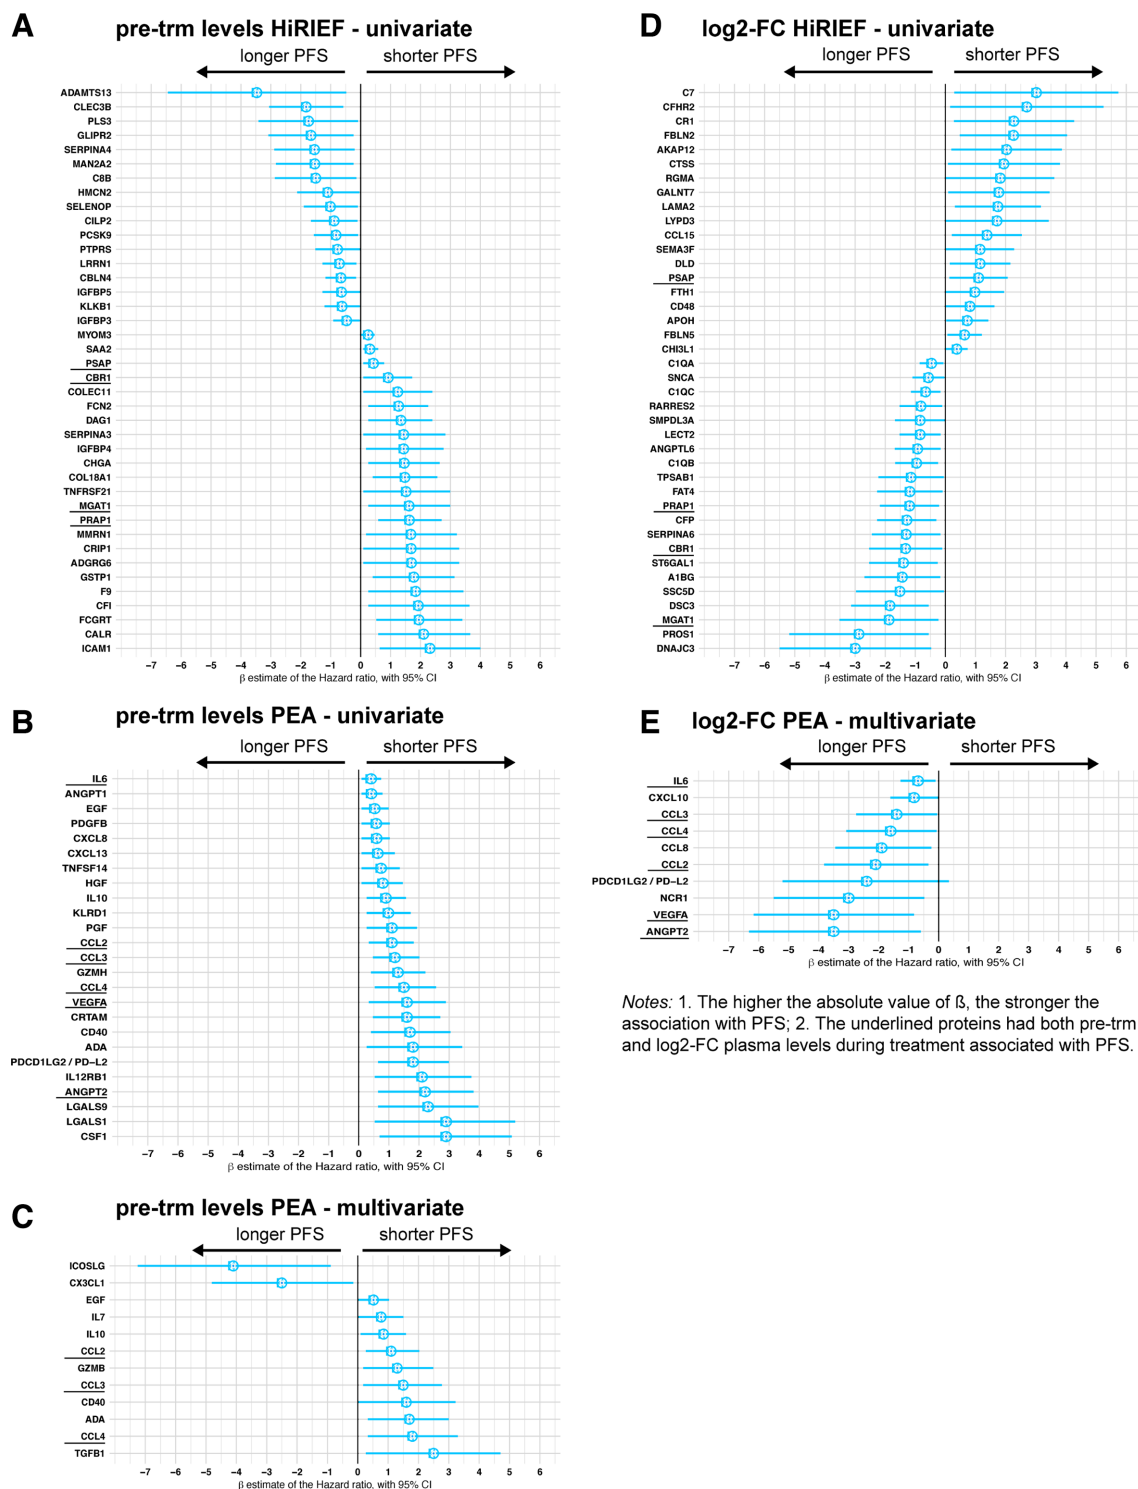 A
pre-trm levels HiRIEF - univariate
longer PFS
shorter PFS
ADAMTS13
CLEC3B
PLS3
GLIPR2
SERPINA4
MAN2A2
C8B
HMCN2
SELENOP
CILP2
PCSK9
PTPRS
LRRN1
CBLN4
IGFBP5
KLKB1
IGFBP3
MYOM3
SAA2
PSAP
CBR1
COLEC11
FCN2
DAG1
SERPINA3
IGFBP4
CHGA
COL18A1
TNFRSF21
MGAT1
PRAP1
MMRN1
CRIP1
ADGRG6
GSTP1
F9
CFI
FCGRT
CALR
ICAM1
−7 −6 −5 −4 −3 −2 −1 0 1 2 3 4 5 6
β estimate of the Hazard ratio, with 95% CI
B
pre-trm levels PEA - univariate
longer PFS
shorter PFS
IL6
ANGPT1
EGF
PDGFB
CXCL8
CXCL13
TNFSF14
HGF
IL10
KLRD1
PGF
CCL2
CCL3
GZMH
CCL4
VEGFA
CRTAM
CD40
ADA
PDCD1LG2 / PD−L2
IL12RB1
ANGPT2
LGALS9
LGALS1
CSF1
−7 −6 −5 −4 −3 −2 −1 0 1 2 3 4 5 6
β estimate of the Hazard ratio, with 95% CI
C
pre-trm levels PEA - multivariate
longer PFS
shorter PFS
ICOSLG
CX3CL1
EGF
IL7
IL10
CCL2
GZMB
CCL3
CD40
ADA
CCL4
TGFB1
−7 −6 −5 −4 −3 −2 −1 0 1 2 3 4 5 6
β estimate of the Hazard ratio, with 95% CI
D
log2-FC HiRIEF - univariate
longer PFS
shorter PFS
C7
CFHR2
CR1
FBLN2
AKAP12
CTSS
RGMA
GALNT7
LAMA2
LYPD3
CCL15
SEMA3F
DLD
PSAP
FTH1
CD48
APOH
FBLN5
CHI3L1
C1QA
SNCA
C1QC
RARRES2
SMPDL3A
LECT2
ANGPTL6
C1QB
TPSAB1
FAT4
PRAP1
CFP
SERPINA6
CBR1
ST6GAL1
A1BG
SSC5D
DSC3
MGAT1
PROS1
DNAJC3
−7 −6 −5 −4 −3 −2 −1 0 1 2 3 4 5 6
β estimate of the Hazard ratio, with 95% CI
E
log2-FC PEA - multivariate
longer PFS
shorter PFS
IL6
CXCL10
CCL3
CCL4
CCL8
CCL2
PDCD1LG2 / PD−L2
NCR1
VEGFA
ANGPT2
−7 −6 −5 −4 −3 −2 −1 0 1 2 3 4 5 6
β estimate of the Hazard ratio, with 95% CI
Notes: 1. The higher the absolute value of ß, the stronger the
association with PFS; 2. The underlined proteins had both pre-trm
and log2-FC plasma levels during treatment associated with PFS.